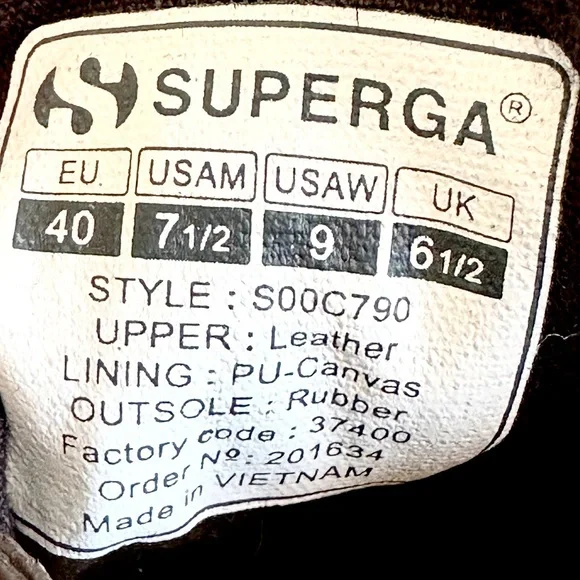 SUPERGA®
EU USAM USAW UK
40 7 1/2 9 6 1/2
STYLE : S00C790
UPPER : Leather
LINING : PU-Canvas
OUTSOLE : Rubber
Factory code : 37400
Order Nº: 201634
Made in VIETNAM